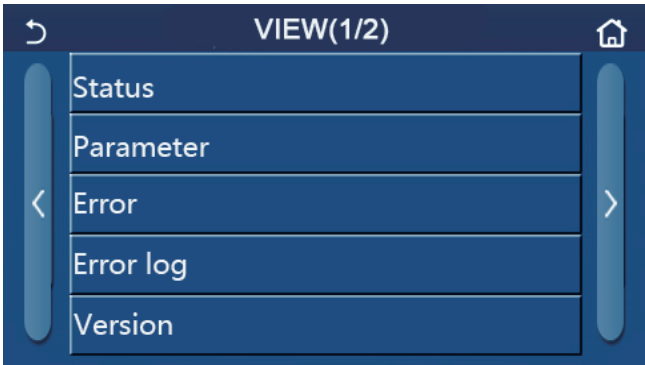 VIEW(1/2)
Status
Parameter
Error
Error log
Version